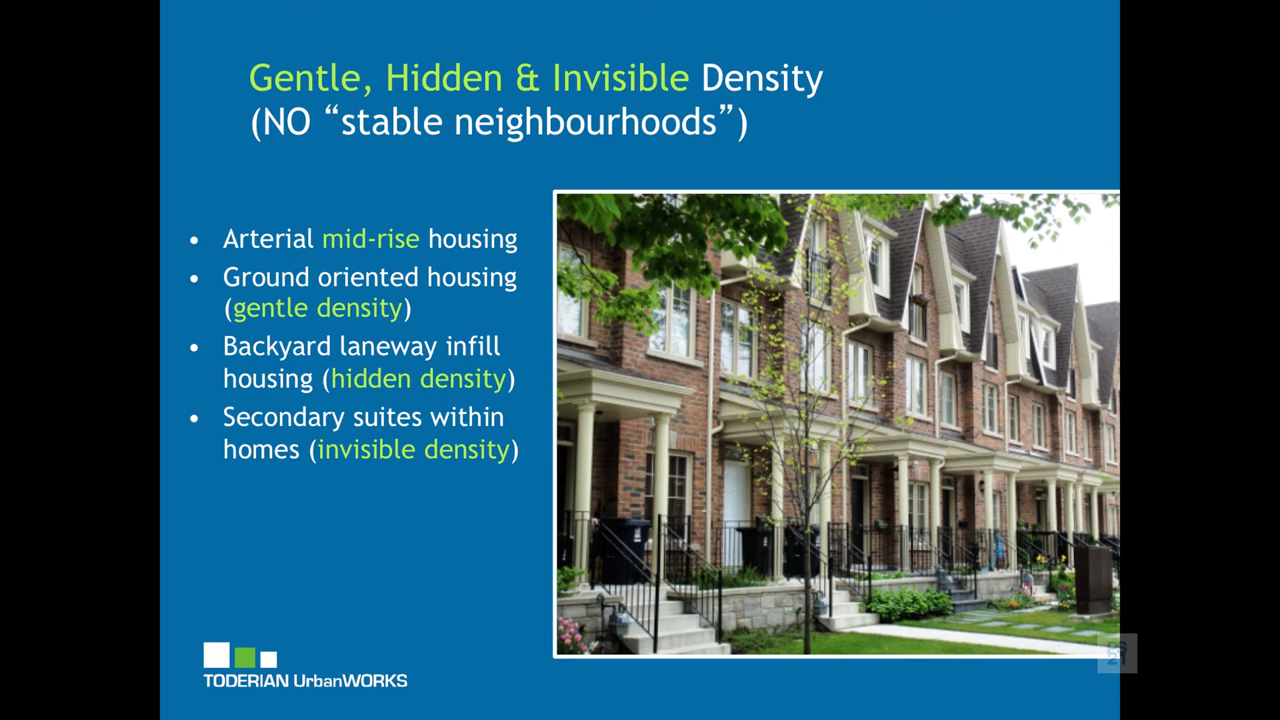 Gentle, Hidden & Invisible Density
(NO “stable neighbourhoods”)
• Arterial mid-rise housing
• Ground oriented housing
(gentle density)
• Backyard laneway infill
housing (hidden density)
• Secondary suites within
homes (invisible density)
TODERIAN UrbanWORKS